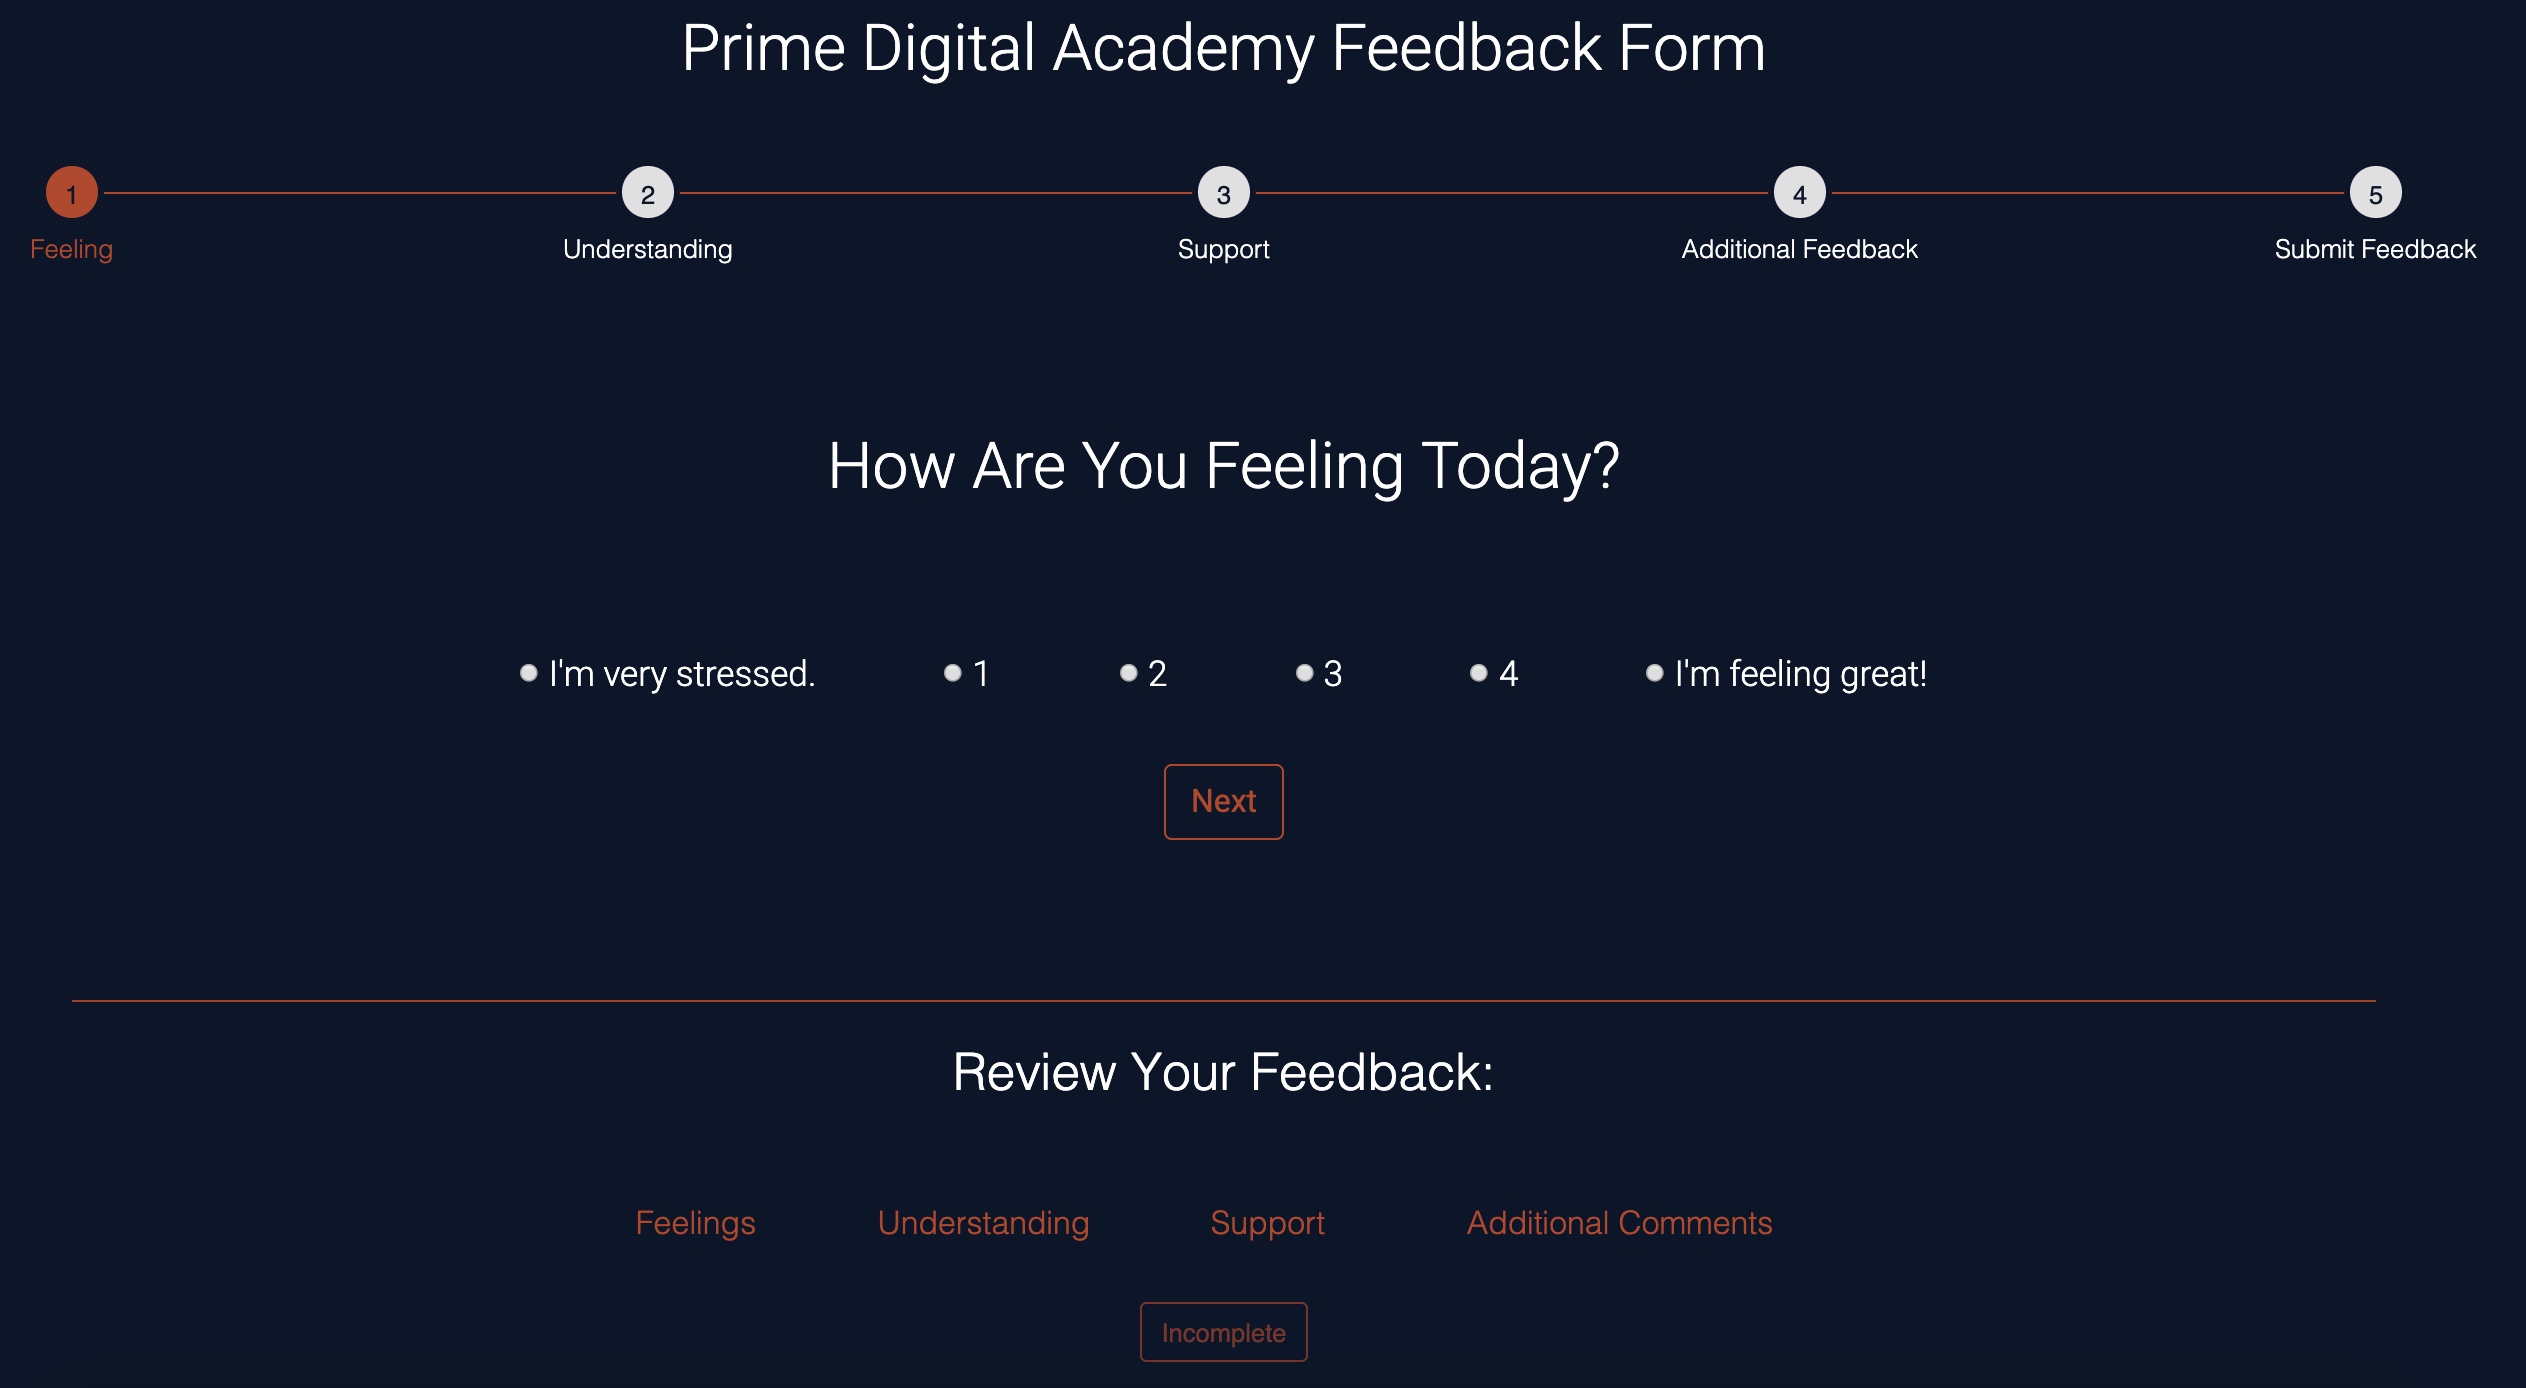 Prime Digital Academy Feedback Form
1 2 3 4 5
Feeling Understanding Support Additional Feedback Submit Feedback
How Are You Feeling Today?
I'm very stressed. 1 2 3 4 I'm feeling great!
Next
Review Your Feedback:
Feelings Understanding Support Additional Comments
Incomplete